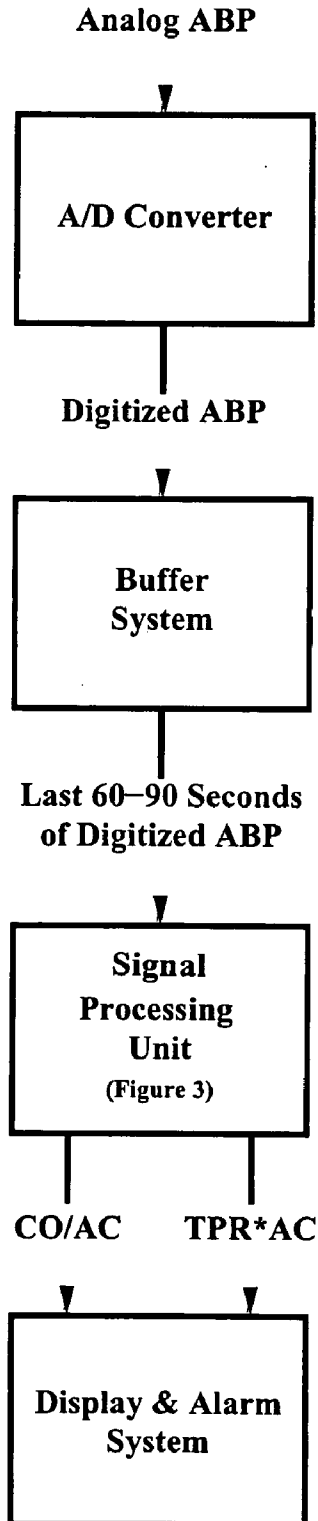 Analog ABP
A/D Converter
Digitized ABP
Buffer
System
Last 60–90 Seconds
of Digitized ABP
Signal
Processing
Unit
(Figure 3)
CO/AC TPR*AC
Display & Alarm
System